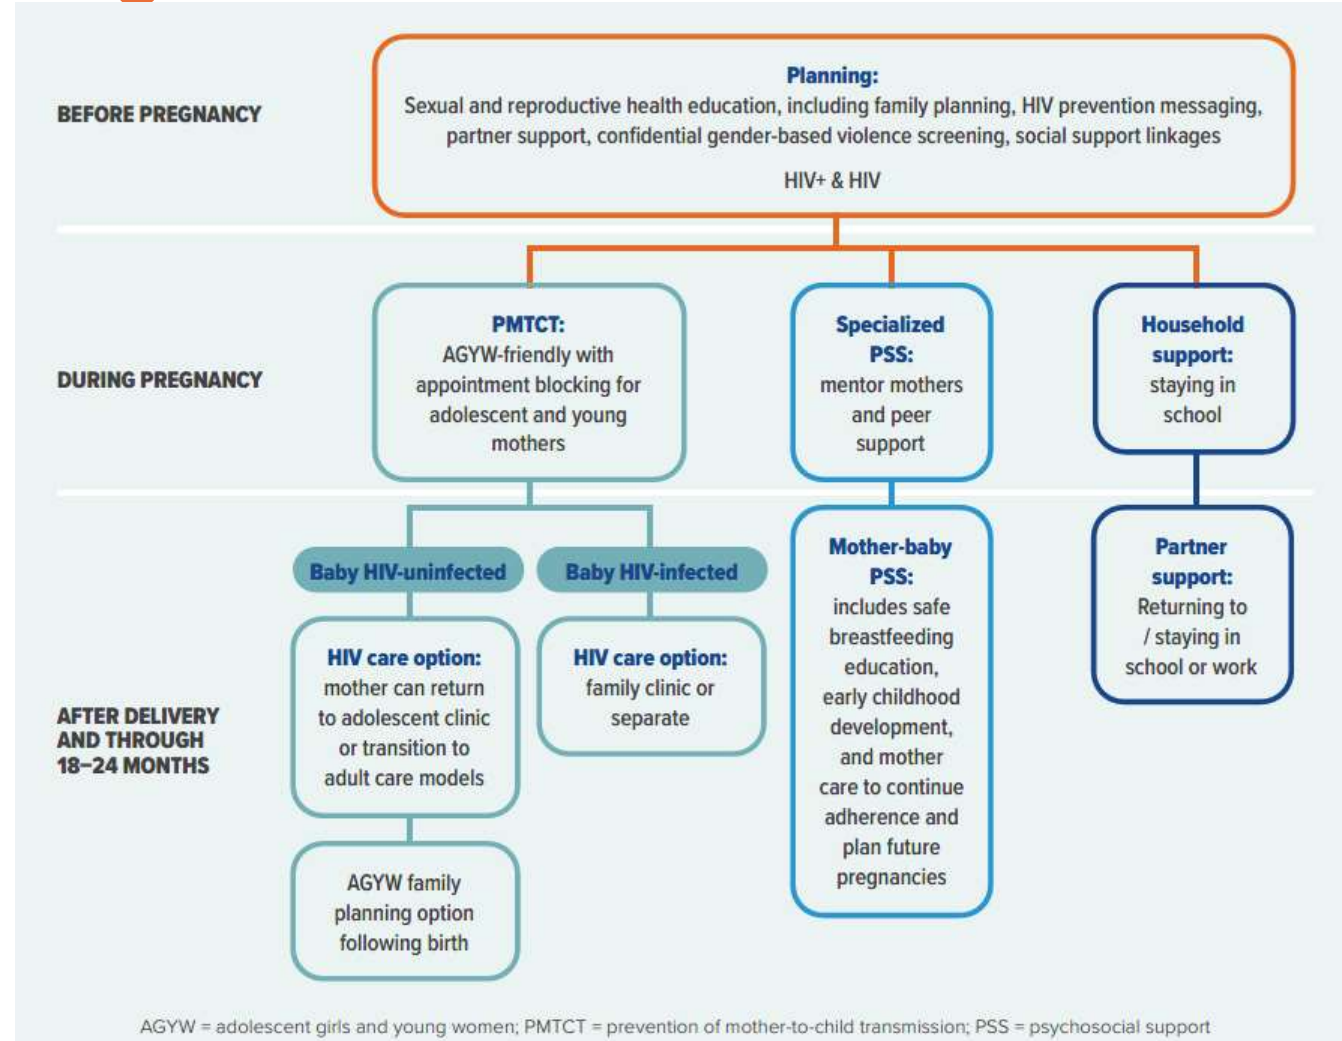 Planning:
BEFORE PREGNANCY
Sexual and reproductive health education, including family planning, HIV prevention messaging,
partner support, confidential gender-based violence screening, social support linkages
HIV+ & HIV
DURING PREGNANCY
PMTCT:
AGYW-friendly with
appointment blocking for
adolescent and young
mothers
Specialized
PSS:
mentor mothers
and peer
support
Household
support:
staying in
school
AFTER DELIVERY
AND THROUGH
18–24 MONTHS
Baby HIV-uninfected
HIV care option:
mother can return
to adolescent clinic
or transition to
adult care models
AGYW family
planning option
following birth
Baby HIV-infected
HIV care option:
family clinic or
separate
Mother-baby
PSS:
includes safe
breastfeeding
education,
early childhood
development,
and mother
care to continue
adherence and
plan future
pregnancies
Partner
support:
Returning to
/ staying in
school or work
AGYW = adolescent girls and young women; PMTCT = prevention of mother-to-child transmission; PSS = psychosocial support